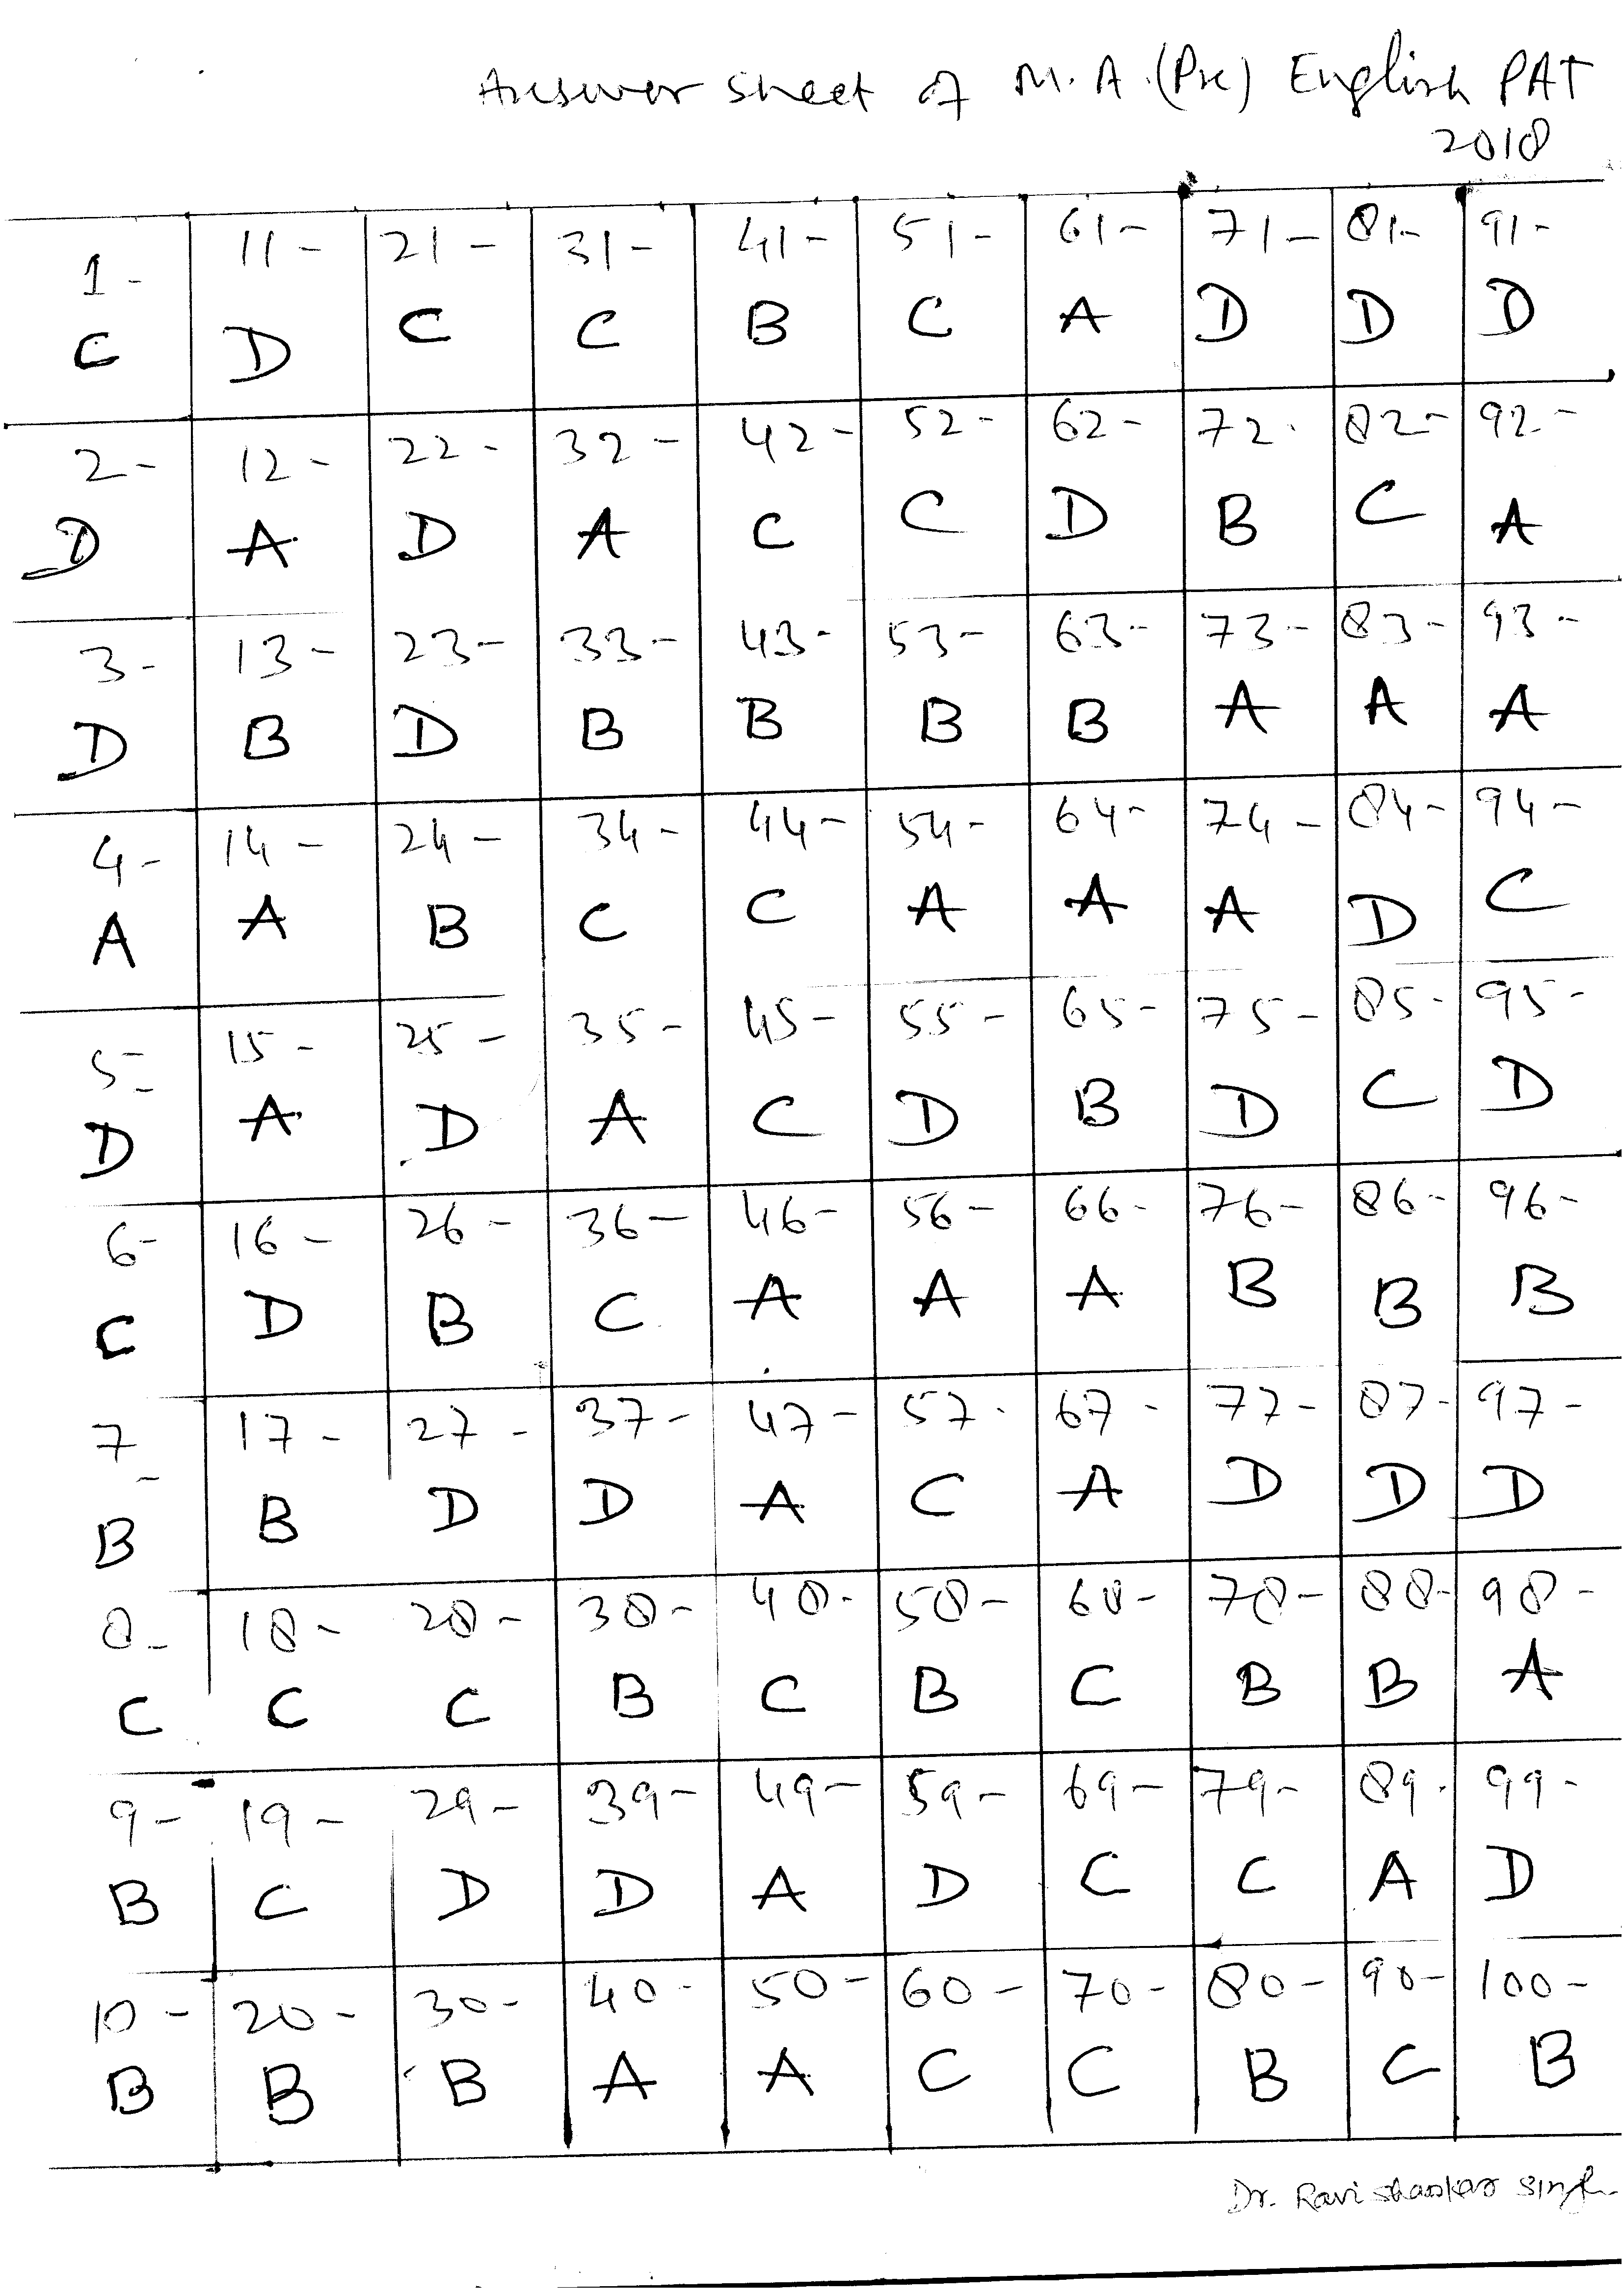 Answer sheet of M.A.(Pre) English PAT
2018
1- 11- 21- 31- 41- 51- 61- 71- 81- 91-
C D C C B C A D D D
2- 12- 22- 32- 42- 52- 62- 72- 82- 92-
D A D A C C D B C A
3- 13- 23- 33- 43- 53- 63- 73- 83- 93-
D B D B B B B A A A
4- 14- 24- 34- 44- 54- 64- 74- 84- 94-
A A B C C A A A D C
5- 15- 25- 35- 45- 55- 65- 75- 85- 95-
D A D A C D B D C D
6- 16- 26- 36- 46- 56- 66- 76- 86- 96-
C D B C A A A B B B
7- 17- 27- 37- 47- 57- 67- 77- 87- 97-
B B D D A C A D D D
8- 18- 28- 38- 48- 58- 68- 78- 88- 98-
C C C B C B C B B A
9- 19- 29- 39- 49- 59- 69- 79- 89- 99-
B C D D A D C C A D
10- 20- 30- 40- 50- 60- 70- 80- 90- 100-
B B B A A C C B C B
Dr. Ravi Shankar Singh